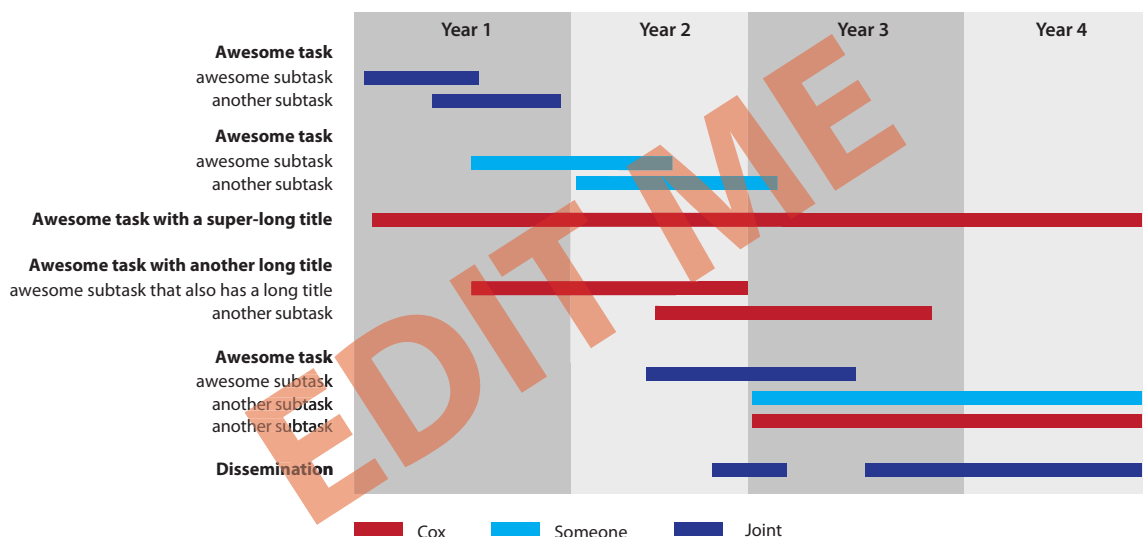 Year 1 Year 2 Year 3 Year 4
Awesome task
awesome subtask
another subtask
Awesome task
awesome subtask
another subtask
Awesome task with a super-long title
Awesome task with another long title
awesome subtask that also has a long title
another subtask
Awesome task
awesome subtask
another subtask
another subtask
Dissemination
EDIT ME
Cox Someone Joint